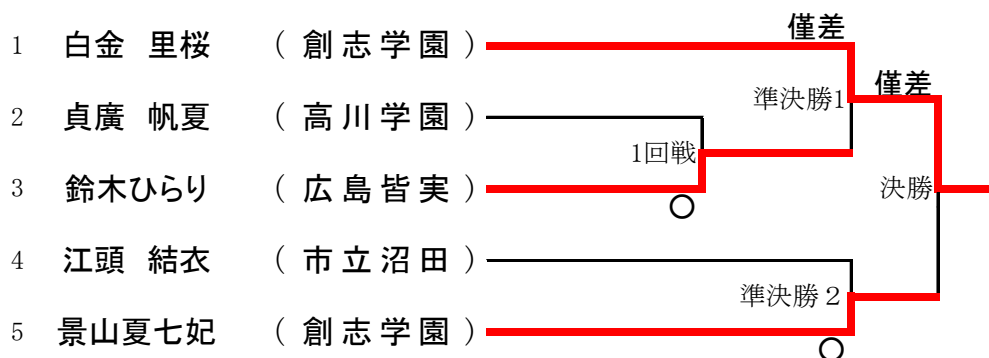 僅差
1 白金 里桜 ( 創志学園 )
準決勝1 僅差
2 貞廣 帆夏 ( 高川学園 )
1回戦
3 鈴木ひらり ( 広島皆実 ) 決勝
○
4 江頭 結衣 ( 市立沼田 )
準決勝２
5 景山夏七妃 ( 創志学園 )
○